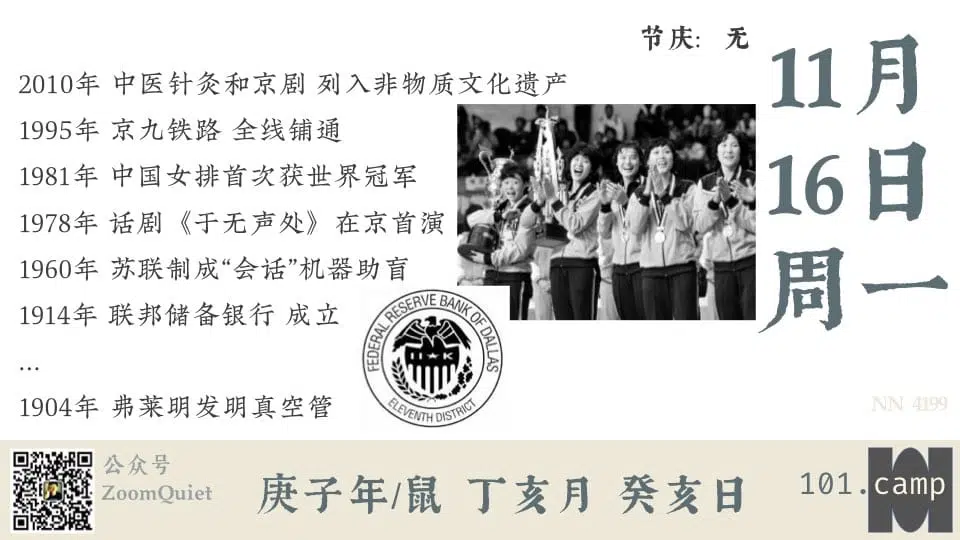 节庆: 无
11月
16日
周一
2010年 中医针灸和京剧 列入非物质文化遗产
1995年 京九铁路 全线铺通
1981年 中国女排首次获世界冠军
1978年 话剧《于无声处》在京首演
1960年 苏联制成“会话”机器助盲
1914年 联邦储备银行 成立
...
1904年 弗莱明发明真空管
FEDERAL RESERVE BANK OF DALLAS
ELEVENTH DISTRICT
NN 4199
公众号
ZoomQuiet
庚子年/鼠 丁亥月 癸亥日
101.camp